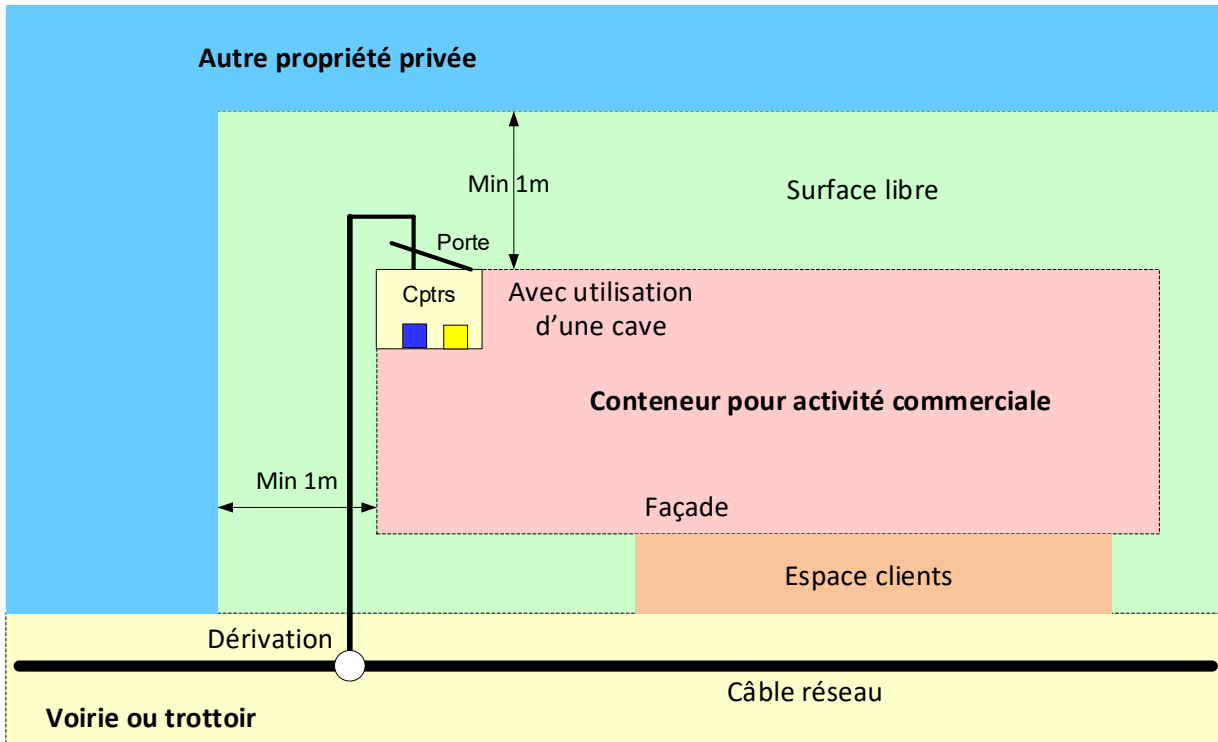 Autre propriété privée
Min 1m
Surface libre
Porte
Cptrs
Avec utilisation
d’une cave
Conteneur pour activité commerciale
Min 1m
Façade
Espace clients
Dérivation
Câble réseau
Voirie ou trottoir